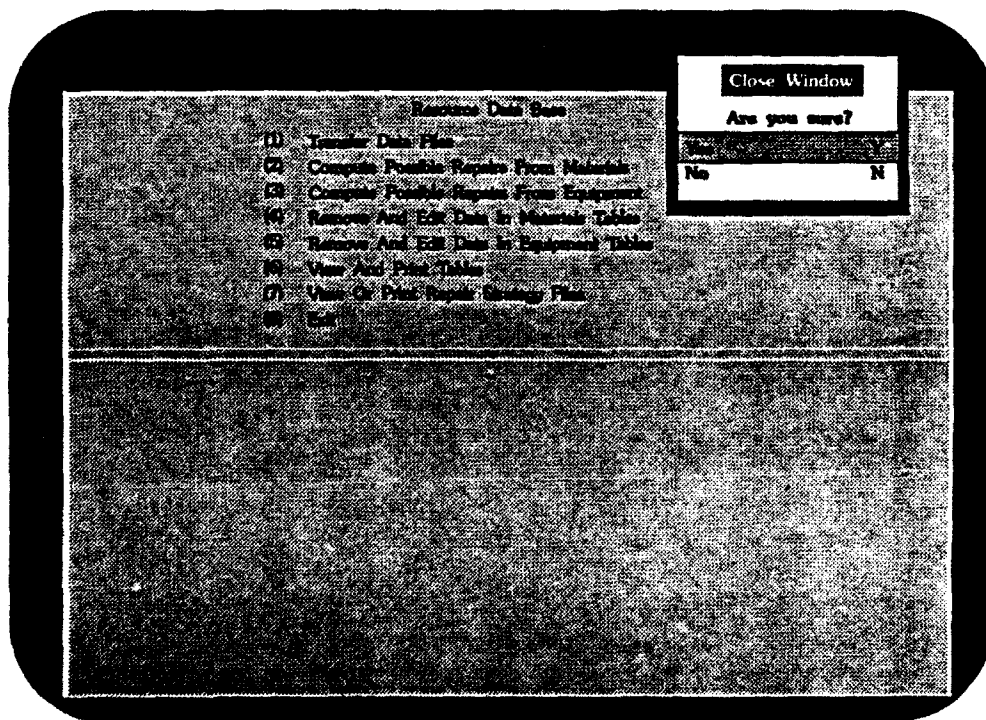 Resource Data Base
(1) Transfer Data Files
(2) Compute Possible Repairs From Materials
(3) Compute Possible Repairs From Equipment
(4) Remove And Edit Data In Materials Tables
(5) Remove And Edit Data In Equipment Tables
(6) View And Print Tables
(7) View Or Print Repair Strategy Files
(8) Exit
Close Window
Are you sure?
Yes Y
No N